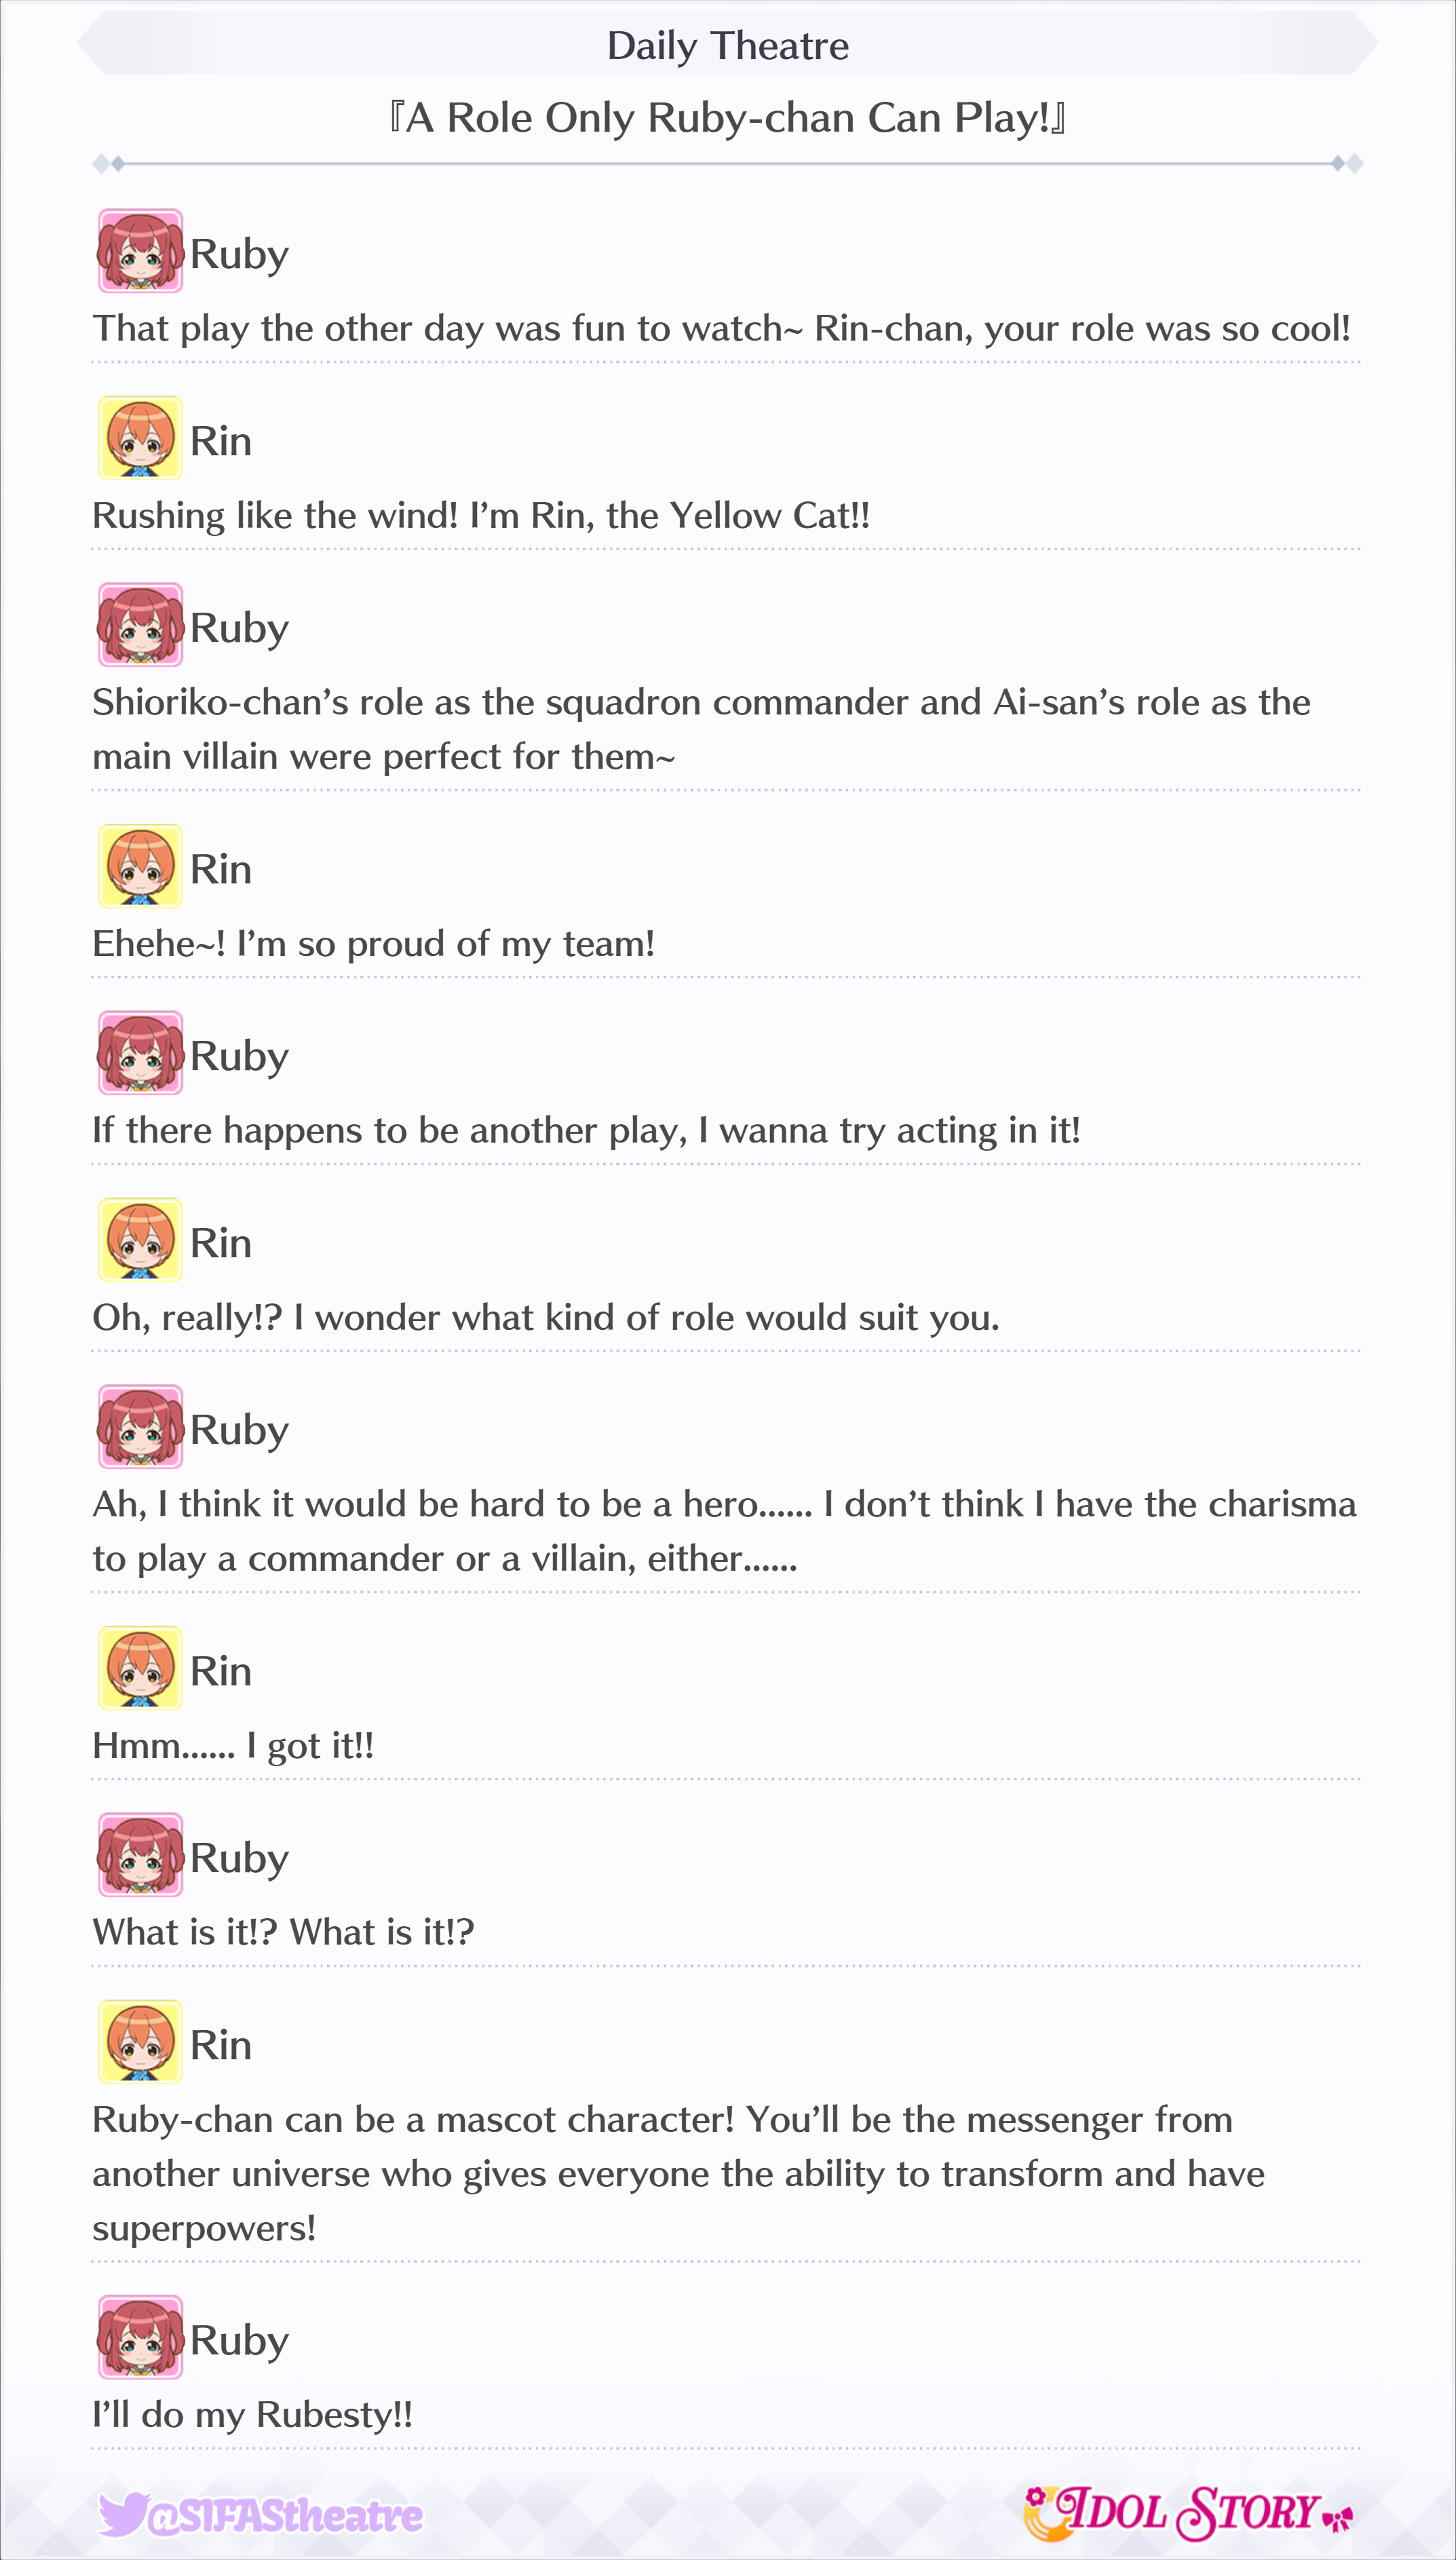 Daily Theatre
『A Role Only Ruby-chan Can Play!』
Ruby
That play the other day was fun to watch~ Rin-chan, your role was so cool!
Rin
Rushing like the wind! I’m Rin, the Yellow Cat!!
Ruby
Shioriko-chan’s role as the squadron commander and Ai-san’s role as the
main villain were perfect for them~
Rin
Ehehe~! I’m so proud of my team!
Ruby
If there happens to be another play, I wanna try acting in it!
Rin
Oh, really!? I wonder what kind of role would suit you.
Ruby
Ah, I think it would be hard to be a hero...... I don’t think I have the charisma
to play a commander or a villain, either......
Rin
Hmm...... I got it!!
Ruby
What is it!? What is it!?
Rin
Ruby-chan can be a mascot character! You’ll be the messenger from
another universe who gives everyone the ability to transform and have
superpowers!
Ruby
I’ll do my Rubesty!!
@SIFAStheatre
IDOL STORY